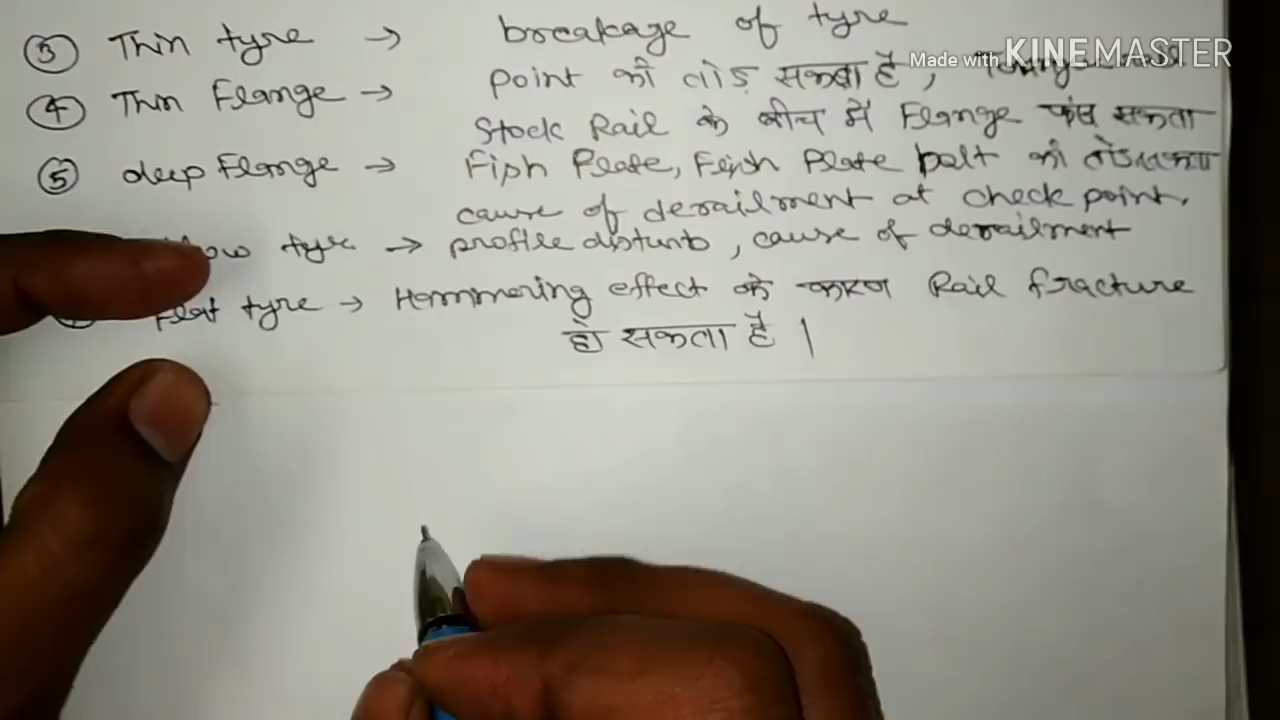 ③ Thin tyre → breakage of tyre
Made with KINEMASTER
④ Thin Flange → point को तोड़ सकता है,
Stock Rail के बीच में Flange फंस सकता
⑤ deep Flange → Fish Plate, Fish Plate bolt को तोड़ सकता
cause of derailment at check point.
tyre → profile disturb, cause of derailment
Flat tyre → Hammering effect के कारण Rail fracture
हो सकता है |